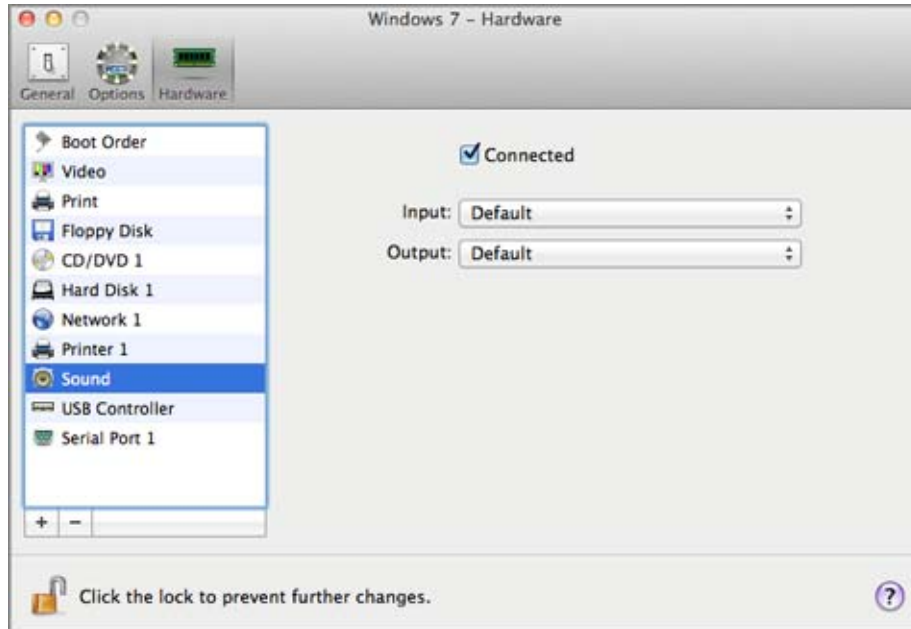 Windows 7 – Hardware
General Options Hardware
Boot Order
Video
Print
Floppy Disk
CD/DVD 1
Hard Disk 1
Network 1
Printer 1
Sound
USB Controller
Serial Port 1
+ −
Connected
Input: Default
Output: Default
Click the lock to prevent further changes.
?